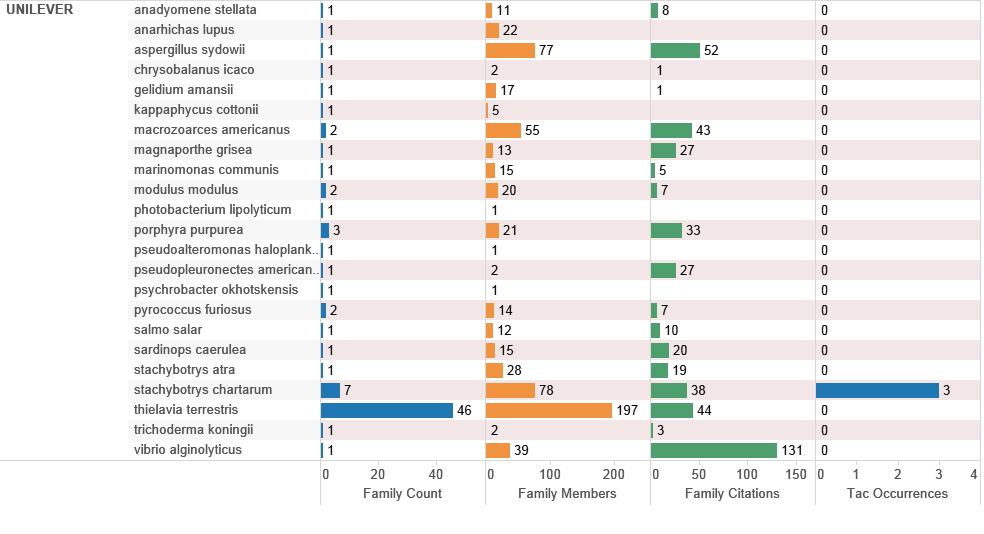 UNILEVER anadyomene stellata 1 11 8 0
anarhichas lupus 1 22 0
aspergillus sydowii 1 77 52 0
chrysobalanus icaco 1 2 1 0
gelidium amansii 1 17 1 0
kappaphycus cottonii 1 5 0
macrozoarces americanus 2 55 43 0
magnaporthe grisea 1 13 27 0
marinomonas communis 1 15 5 0
modulus modulus 2 20 7 0
photobacterium lipolyticum 1 1 0
porphyra purpurea 3 21 33 0
pseudoalteromonas haloplank.. 1 1 0
pseudopleuronectes american.. 1 2 27 0
psychrobacter okhotskensis 1 1 0
pyrococcus furiosus 2 14 7 0
salmo salar 1 12 10 0
sardinops caerulea 1 15 20 0
stachybotrys atra 1 28 19 0
stachybotrys chartarum 7 78 38 3
thielavia terrestris 46 197 44 0
trichoderma koningii 1 2 3 0
vibrio alginolyticus 1 39 131 0
0 20 40 0 100 200 0 50 100 150 0 1 2 3 4
Family Count Family Members Family Citations Tac Occurrences